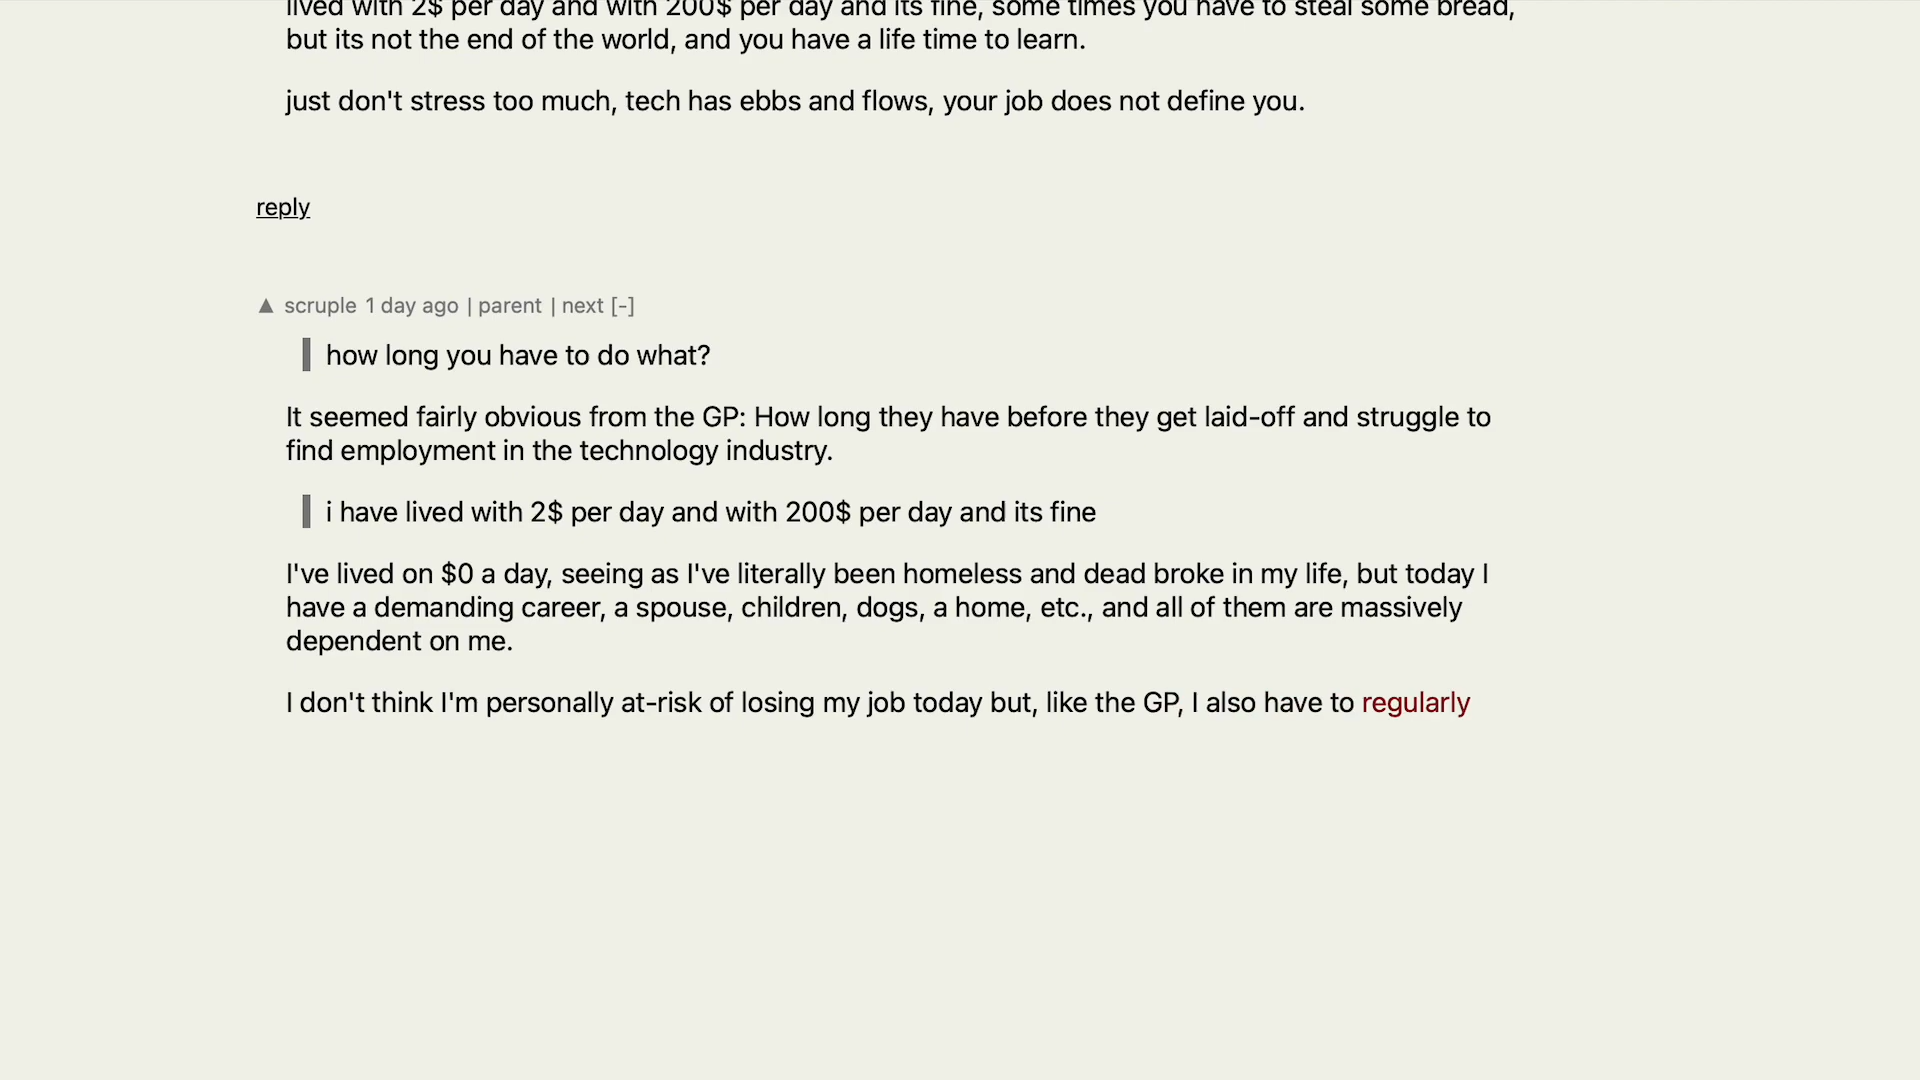 lived with 2$ per day and with 200$ per day and its fine, some times you have to steal some bread,
but its not the end of the world, and you have a life time to learn.
just don't stress too much, tech has ebbs and flows, your job does not define you.
reply
▲ scruple 1 day ago | parent | next [-]
how long you have to do what?
It seemed fairly obvious from the GP: How long they have before they get laid-off and struggle to
find employment in the technology industry.
i have lived with 2$ per day and with 200$ per day and its fine
I've lived on $0 a day, seeing as I've literally been homeless and dead broke in my life, but today I
have a demanding career, a spouse, children, dogs, a home, etc., and all of them are massively
dependent on me.
I don't think I'm personally at-risk of losing my job today but, like the GP, I also have to regularly